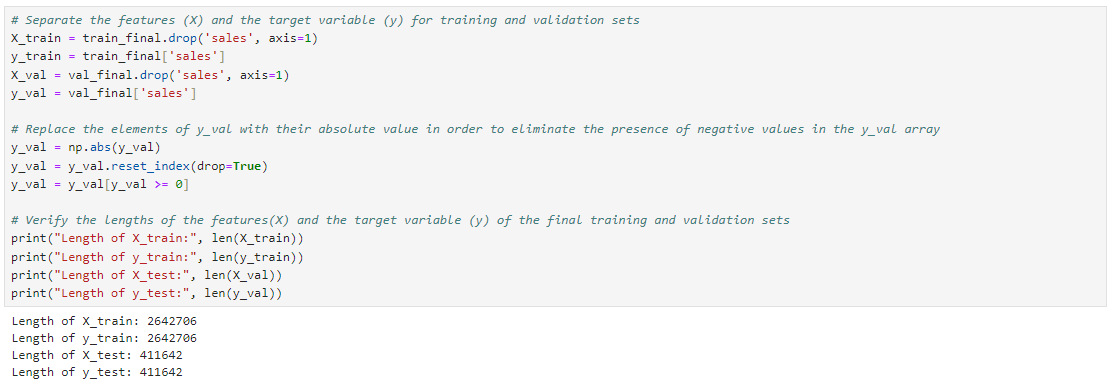 # Separate the features (X) and the target variable (y) for training and validation sets
X_train = train_final.drop('sales', axis=1)
y_train = train_final['sales']
X_val = val_final.drop('sales', axis=1)
y_val = val_final['sales']
# Replace the elements of y_val with their absolute value in order to eliminate the presence of negative values in the y_val array
y_val = np.abs(y_val)
y_val = y_val.reset_index(drop=True)
y_val = y_val[y_val >= 0]
# Verify the lengths of the features(X) and the target variable (y) of the final training and validation sets
print("Length of X_train:", len(X_train))
print("Length of y_train:", len(y_train))
print("Length of X_test:", len(X_val))
print("Length of y_test:", len(y_val))
Length of X_train: 2642706
Length of y_train: 2642706
Length of X_test: 411642
Length of y_test: 411642